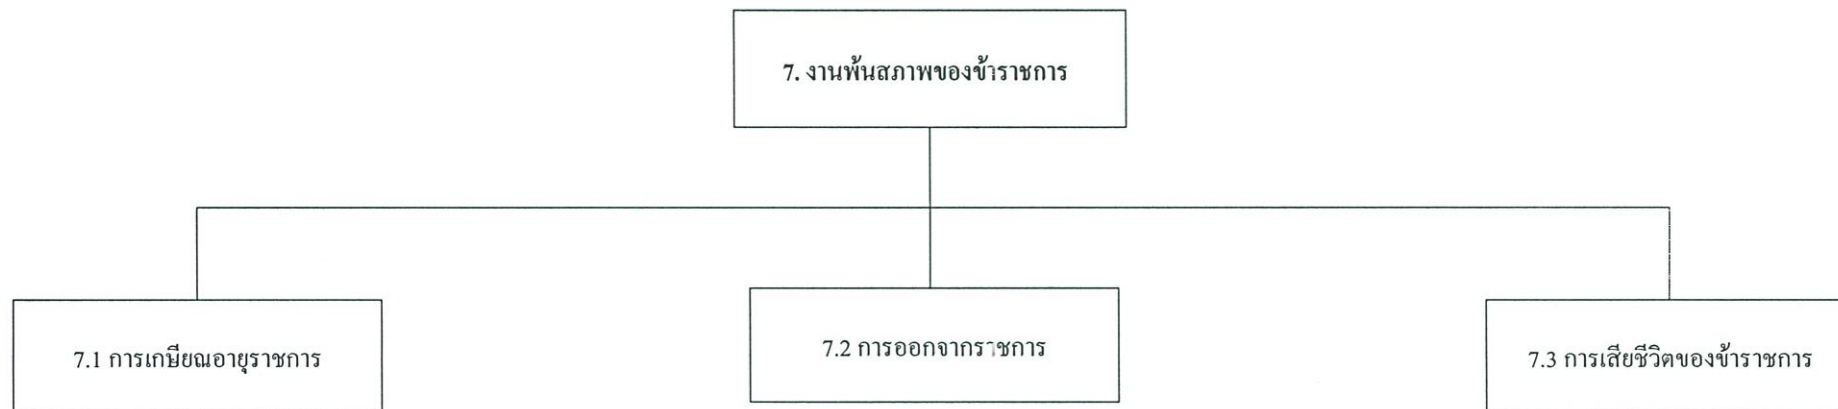 7. งานพ้นสภาพของข้าราชการ
7.1 การเกษียณอายุราชการ
7.2 การออกจากราชการ
7.3 การเสียชีวิตของข้าราชการ